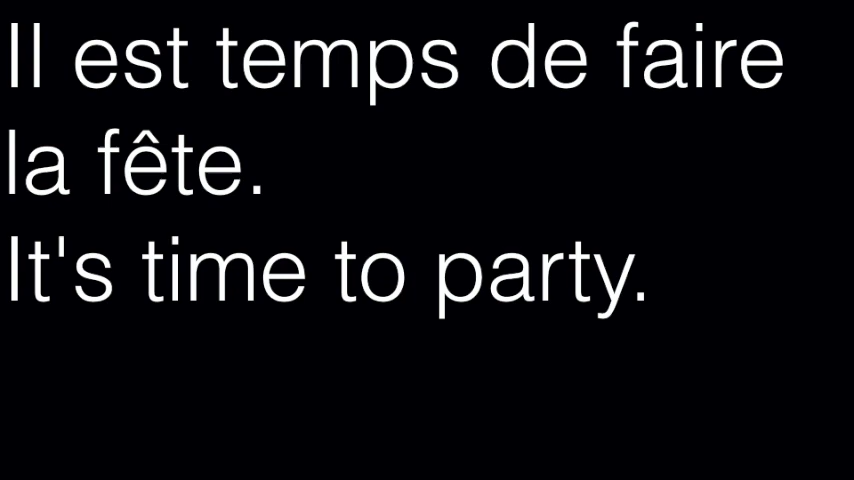 Il est temps de faire
la fête.
It's time to party.